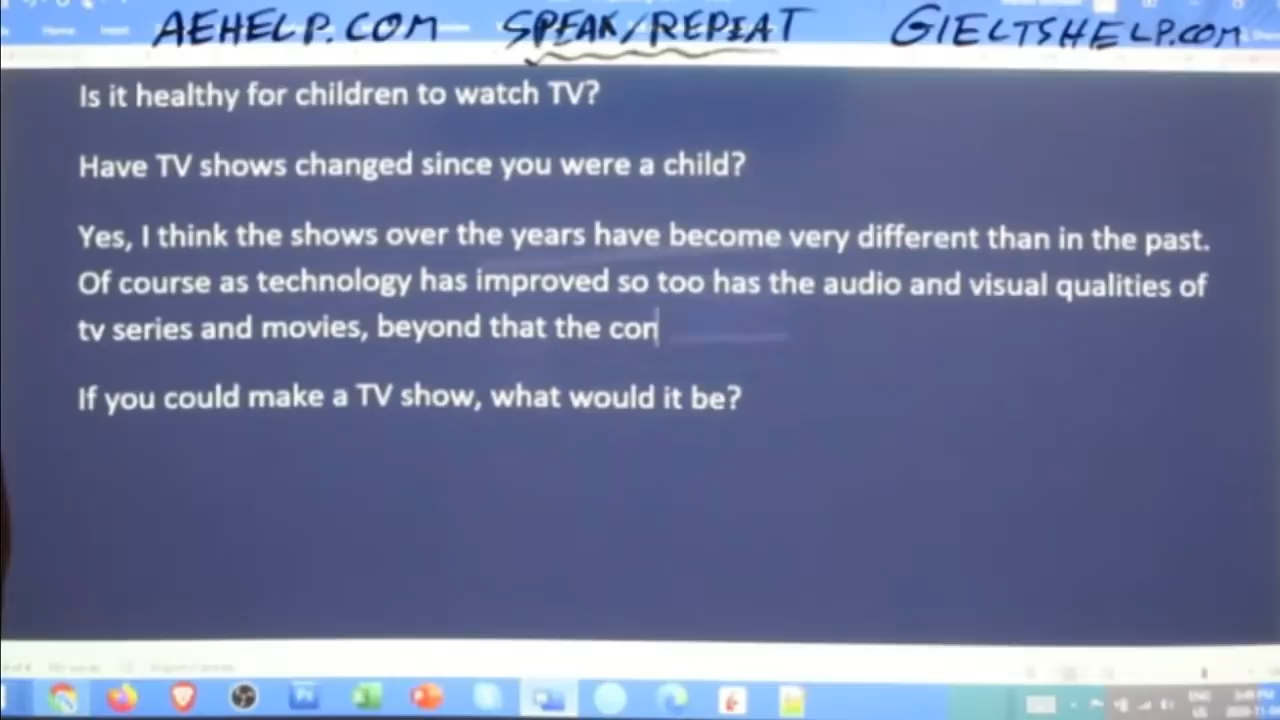 AEHELP.COM SPEAK/REPEAT GIELTSHELP.COM
Is it healthy for children to watch TV?
Have TV shows changed since you were a child?
Yes, I think the shows over the years have become very different than in the past.
Of course as technology has improved so too has the audio and visual qualities of
tv series and movies, beyond that the con
If you could make a TV show, what would it be?
ENG